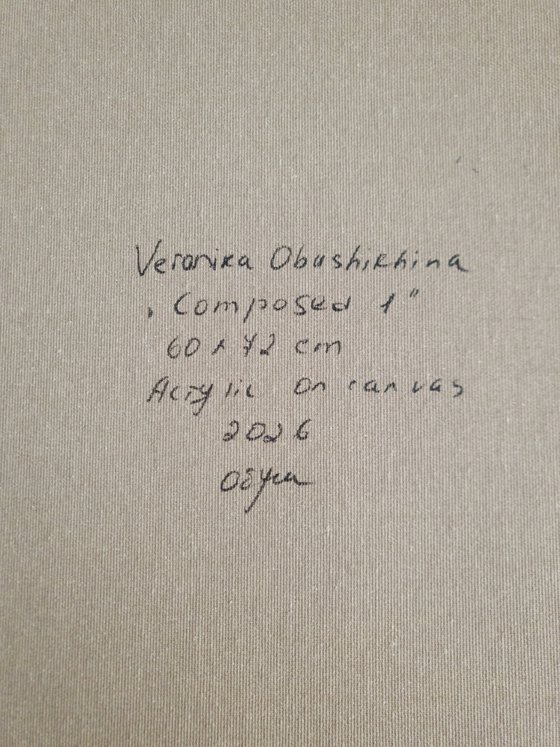 Veronika Obushikhina
"Composed 1"
60 x 72 cm
Acrylic on canvas
2026
Обуш